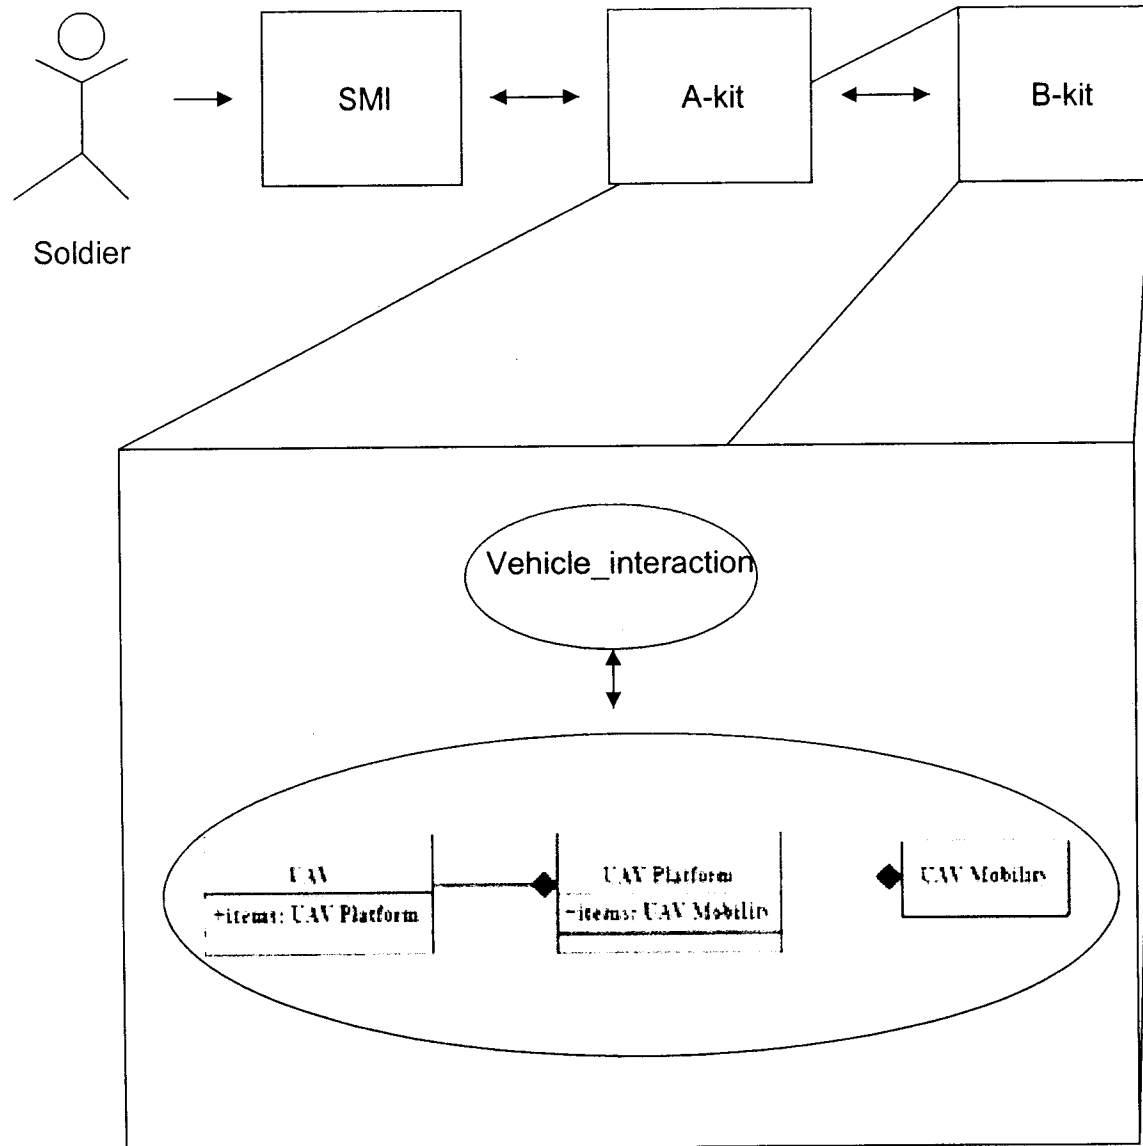 SMI
A-kit
B-kit
Soldier
Vehicle_interaction
UAV
+items: UAV Platform
UAV Platform
+items: UAV Mobility
UAV Mobility